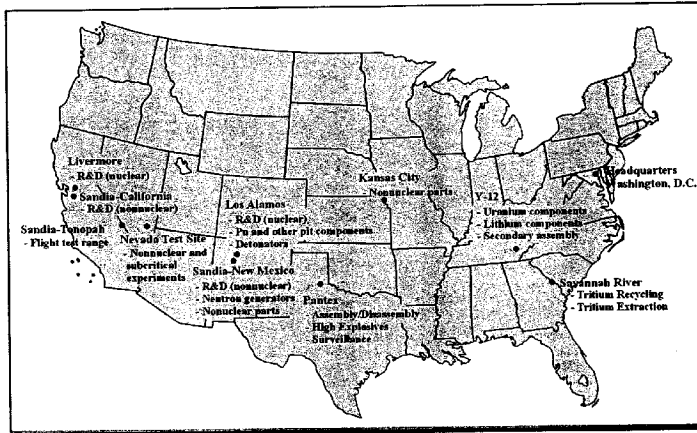 Livermore
- R&D (nuclear)
Sandia-California
- R&D (nonnuclear)
Sandia-Tonopah
- Flight test range
Nevada Test Site
- Nonnuclear and
subcritical
experiments
Los Alamos
- R&D (nuclear)
- Pu and other pit components
- Detonators
Sandia-New Mexico
- R&D (nonnuclear)
- Neutron generators
- Nonnuclear parts
Kansas City
- Nonnuclear parts
Pantex
- Assembly/Disassembly
- High Explosives
- Surveillance
Y-12
- Uranium components
- Lithium components
- Secondary assembly
Headquarters
Washington, D.C.
Savannah River
- Tritium Recycling
- Tritium Extraction